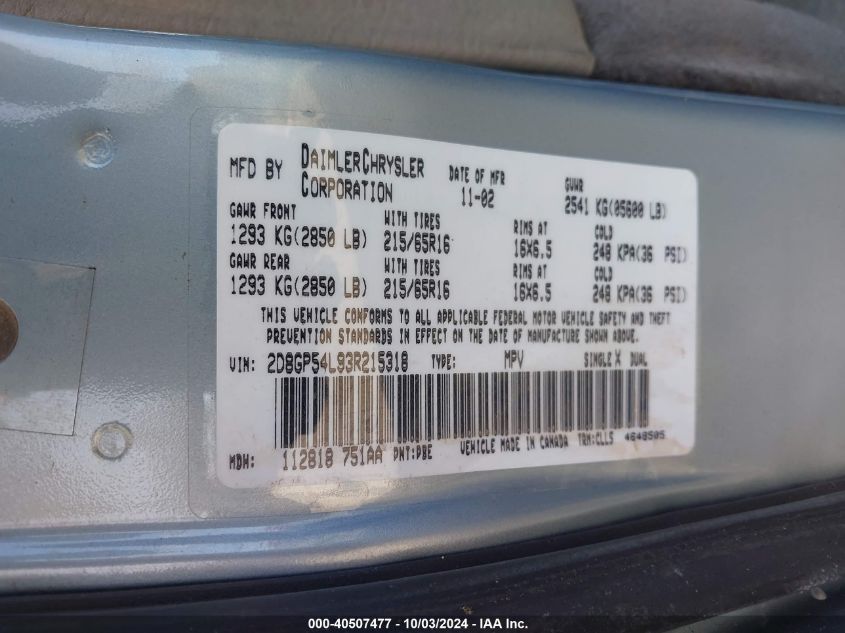 MFD BY DAIMLERCHRYSLER CORPORATION DATE OF MFR 11-02 GVWR 2541 KG(05600 LB)
GAWR FRONT WITH TIRES RIMS AT COLD
1293 KG(2850 LB) 215/65R16 16X6.5 248 KPA(36 PSI)
GAWR REAR WITH TIRES RIMS AT COLD
1293 KG(2850 LB) 215/65R16 16X6.5 248 KPA(36 PSI)
THIS VEHICLE CONFORMS TO ALL APPLICABLE FEDERAL MOTOR VEHICLE SAFETY AND THEFT
PREVENTION STANDARDS IN EFFECT ON THE DATE OF MANUFACTURE SHOWN ABOVE.
VIN: 2D8GP54L93R215318 TYPE: MPV SINGLE X DUAL
MDH: 112818 751AA PNT:PBE VEHICLE MADE IN CANADA TRM:CLLS 4648505
000-40507477 - 10/03/2024 - IAA Inc.